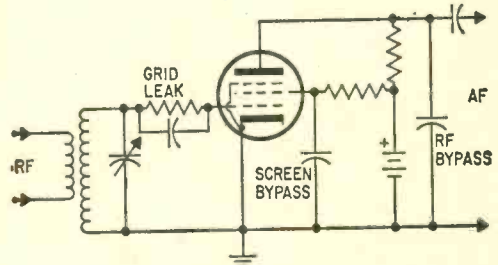 GRID
LEAK
RF
SCREEN
BYPASS
+
AF
RF
BYPASS